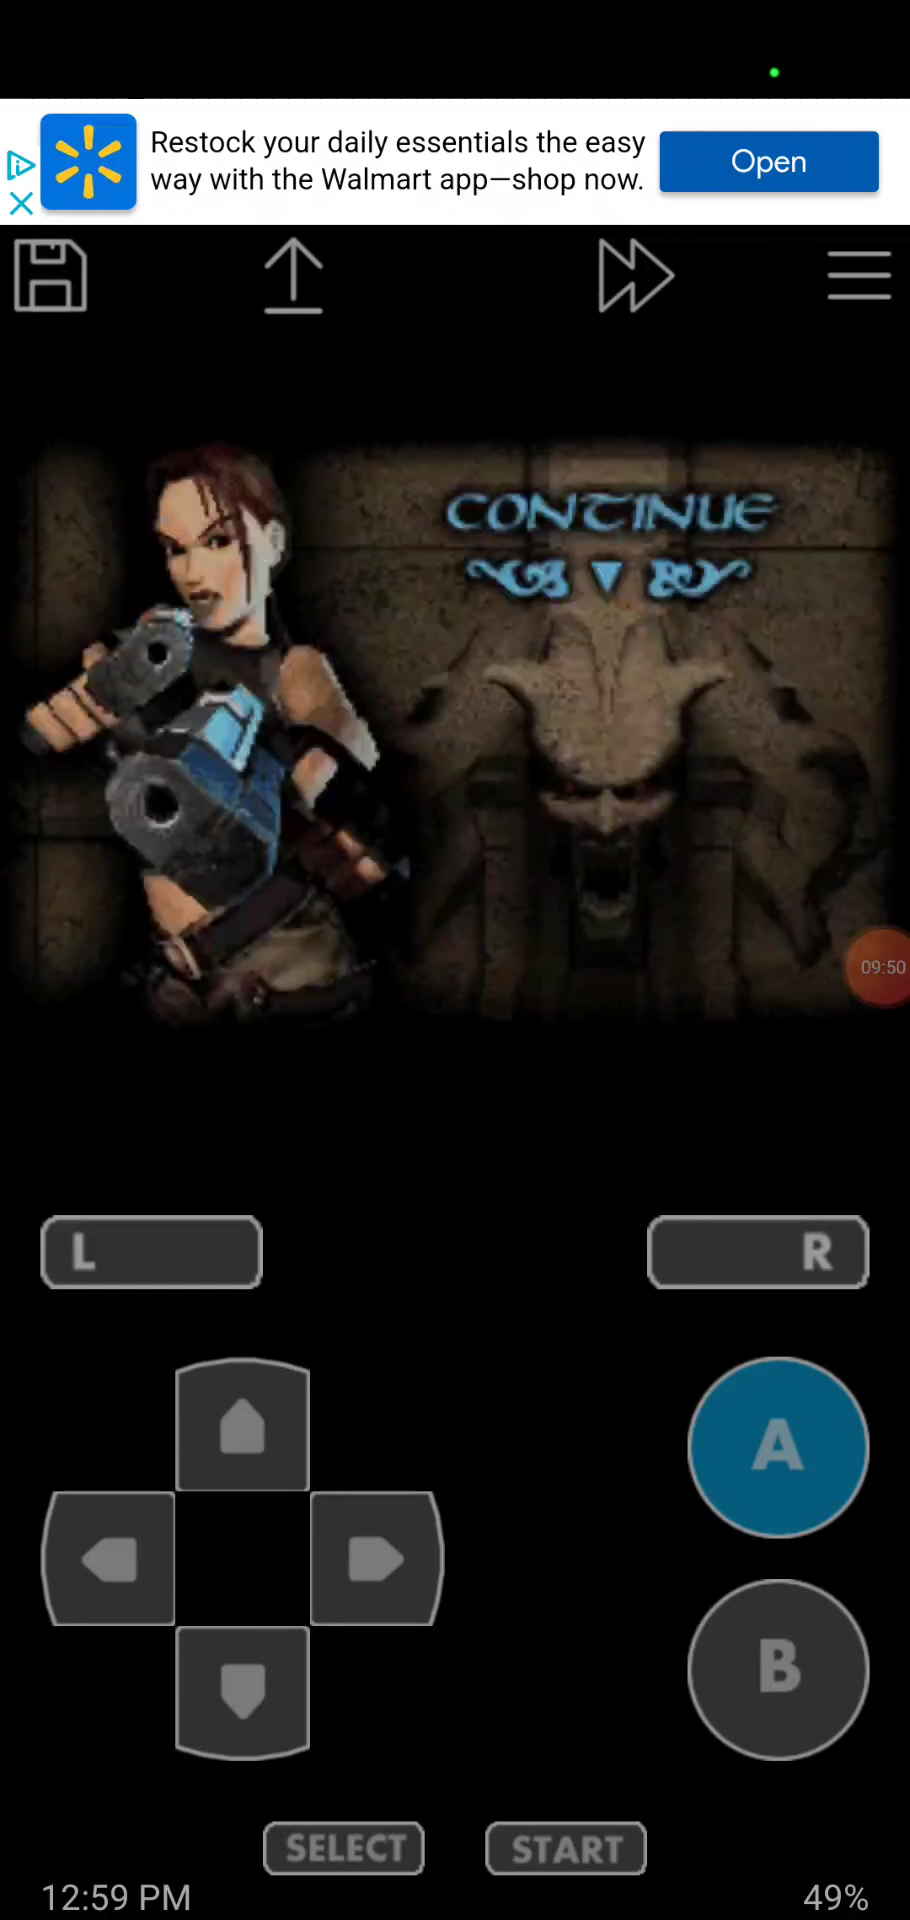 Restock your daily essentials the easy
way with the Walmart app—shop now.
Open
CONTINUE
09:50
L
R
A
B
SELECT
START
12:59 PM
49%